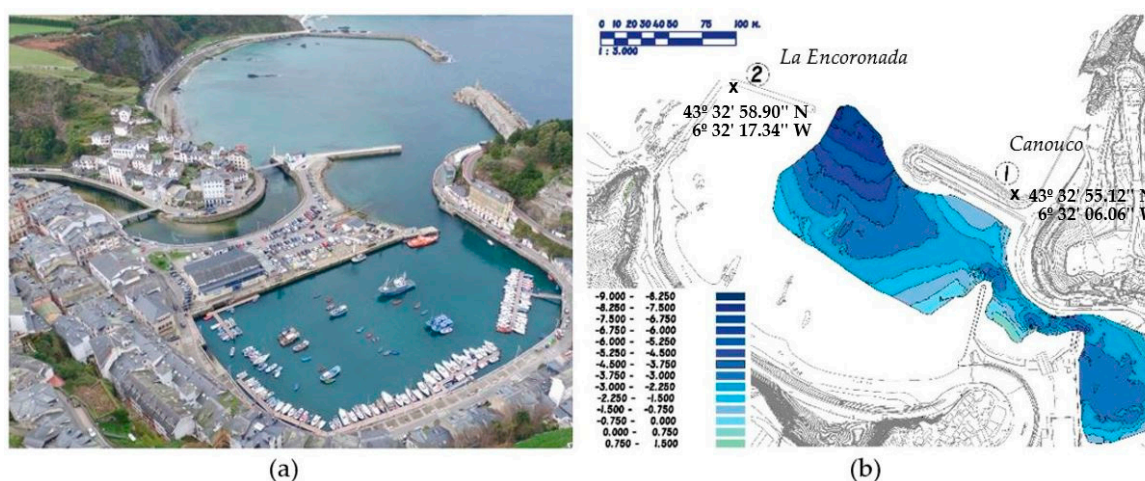 0 10 20 30 40 50 75 100 M.
1 : 3.000
2 La Encoronada
43º 32' 58.90'' N
6º 32' 17.34'' W
Canouco
1
43º 32' 55.12'' N
6º 32' 06.06''
-9.000 - -8.250
-8.250 - -7.500
-7.500 - -6.750
-6.750 - -6.000
-6.000 - -5.250
-5.250 - -4.500
-4.500 - -3.750
-3.750 - -3.000
-3.000 - -2.250
-2.250 - -1.500
-1.500 - -0.750
-0.750 - 0.000
0.000 - 0.750
0.750 - 1.500
(a) (b)